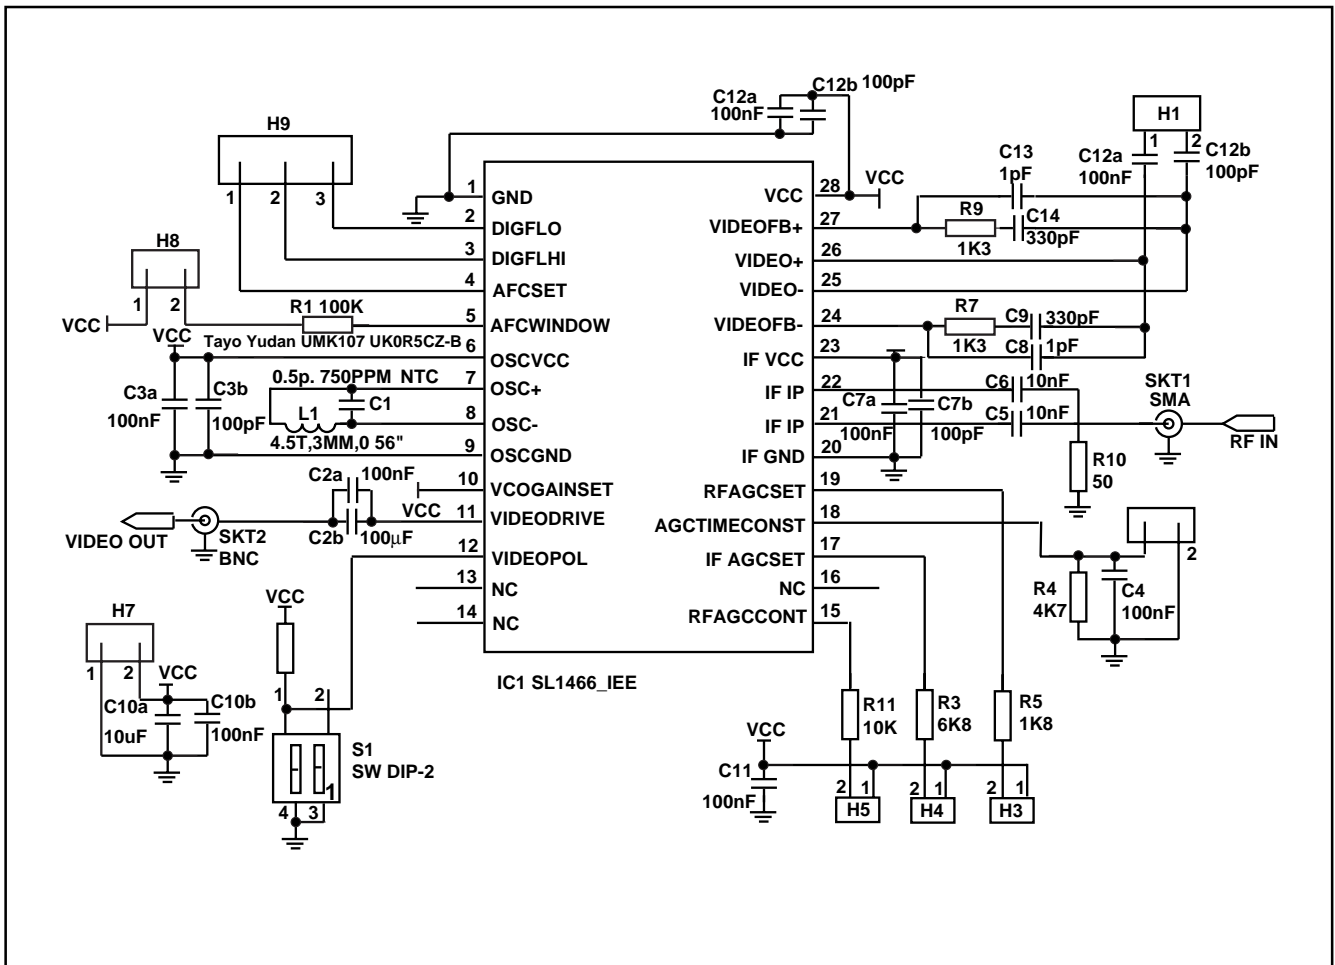 C12a
100nF
C12b 100pF
H9
1
2
3
H8
1
2
VCC
R1 100K
VCC
Tayo Yudan UMK107 UK0R5CZ-B
C3a
100nF
C3b
100pF
0.5p. 750PPM NTC
L1
C1
4.5T,3MM,0 56"
C2a
100nF
VCC
C2b
100μF
VIDEO OUT
SKT2
BNC
1
GND
2
DIGFLO
3
DIGFLHI
4
AFCSET
5
AFCWINDOW
6
OSCVCC
7
OSC+
8
OSC-
9
OSCGND
10
VCOGAINSET
11
VIDEODRIVE
12
VIDEOPOL
13
NC
14
NC
VCC
28
VIDEOFB+
27
VIDEO+
26
VIDEO-
25
VIDEOFB-
24
IF VCC
23
IF IP
22
IF IP
21
IF GND
20
RFAGCSET
19
AGCTIMECONST
18
IF AGCSET
17
NC
16
RFAGCCONT
15
IC1 SL1466_IEE
VCC
H1
1
2
C12a
100nF
C12b
100pF
C13
1pF
R9
1K3
C14
330pF
R7
1K3
C9
330pF
C8
1pF
C7a
100nF
C7b
100pF
C6
10nF
C5
10nF
SKT1
SMA
RF IN
R10
50
2
R4
4K7
C4
100nF
H7
1
2
VCC
C10a
10uF
C10b
100nF
VCC
1
2
S1
SW DIP-2
1
4
3
R11
10K
R3
6K8
R5
1K8
VCC
C11
100nF
2
1
H5
2
1
H4
2
1
H3